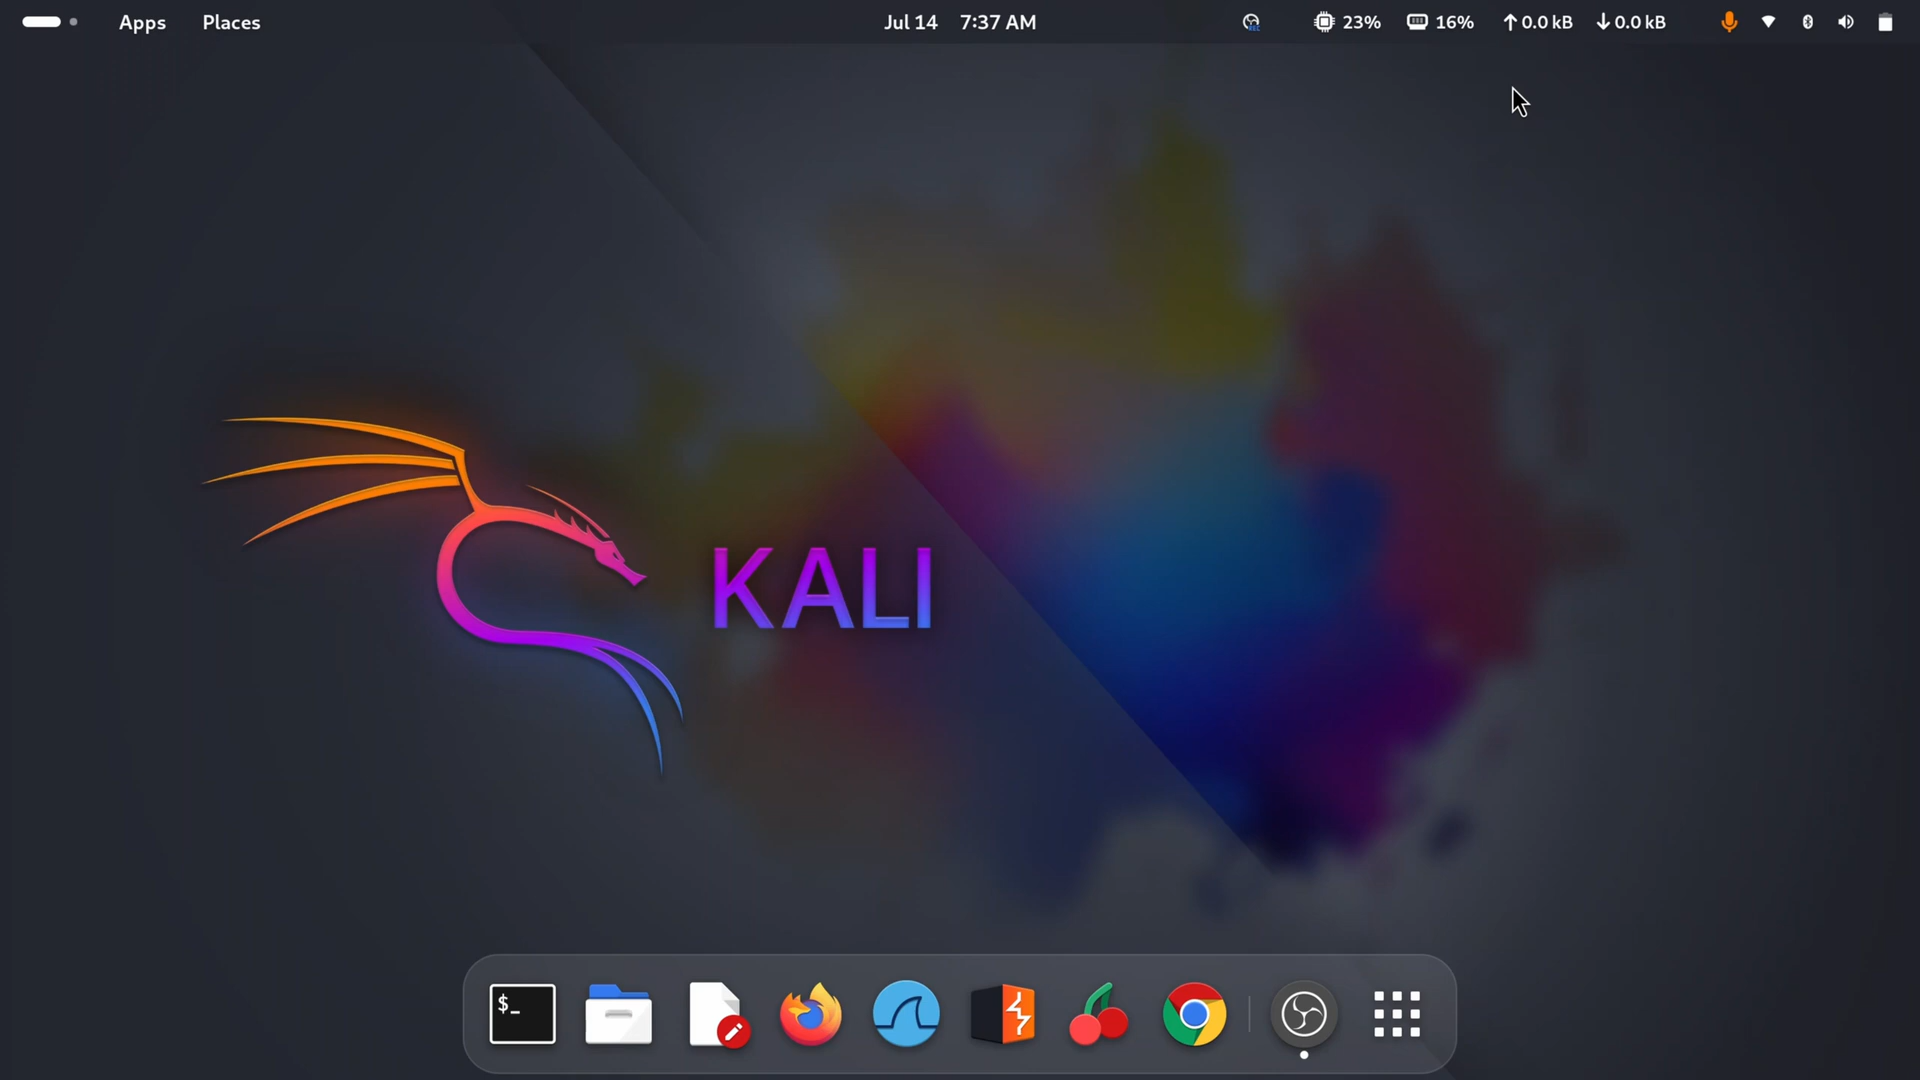 Apps Places Jul 14 7:37 AM 23% 16% ↑0.0 kB ↓0.0 kB
KALI
$_